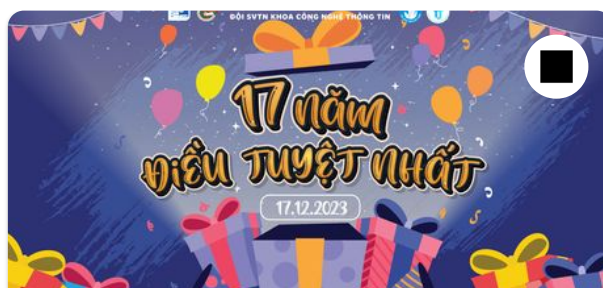 ĐỘI SVTN KHOA CÔNG NGHỆ THÔNG TIN
17 năm
ĐIỀU TUYỆT NHẤT
17.12.2023